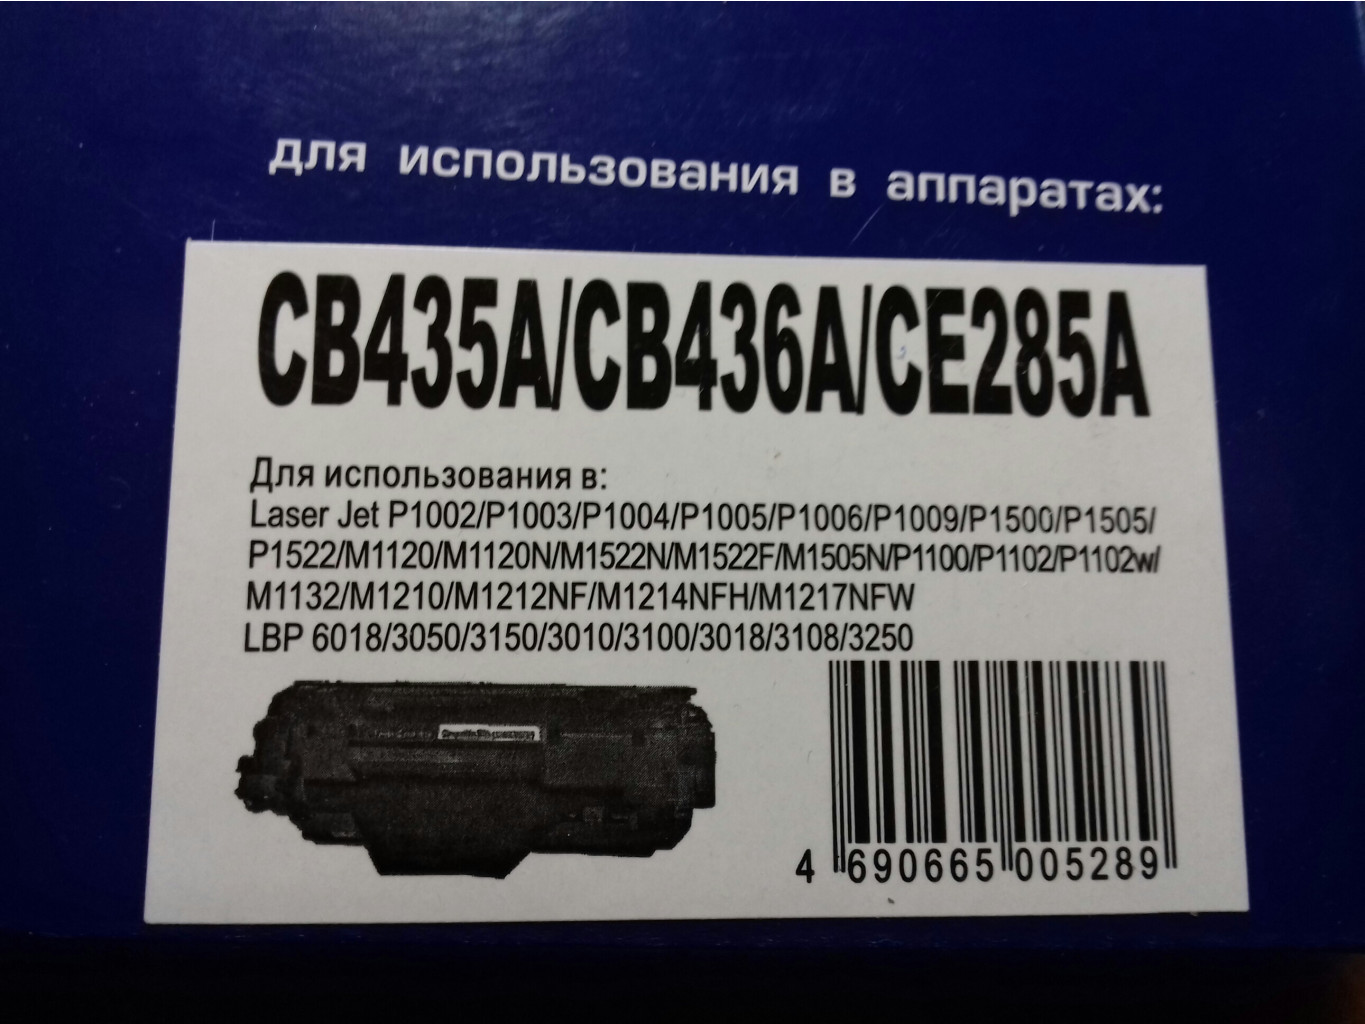 для использования в аппаратах:
CB435A/CB436A/CE285A
Для использования в:
Laser Jet P1002/P1003/P1004/P1005/P1006/P1009/P1500/P1505/
P1522/M1120/M1120N/M1522N/M1522F/M1505N/P1100/P1102/P1102w/
M1132/M1210/M1212NF/M1214NFH/M1217NFW
LBP 6018/3050/3150/3010/3100/3018/3108/3250
4 690665 005289